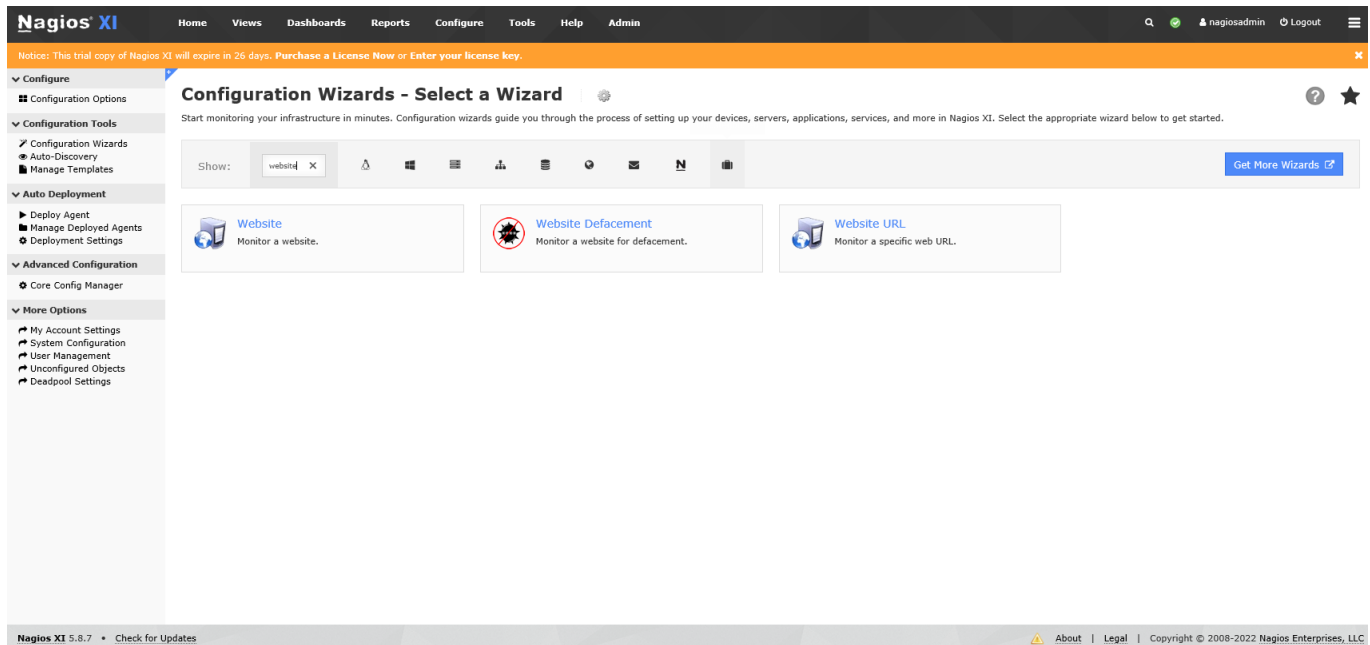 Nagios® XI Home Views Dashboards Reports Configure Tools Help Admin nagiosadmin Logout
Notice: This trial copy of Nagios XI will expire in 26 days. Purchase a License Now or Enter your license key.
Configure
Configuration Options
Configuration Tools
Configuration Wizards
Auto-Discovery
Manage Templates
Auto Deployment
Deploy Agent
Manage Deployed Agents
Deployment Settings
Advanced Configuration
Core Config Manager
More Options
My Account Settings
System Configuration
User Management
Unconfigured Objects
Deadpool Settings
Configuration Wizards - Select a Wizard
Start monitoring your infrastructure in minutes. Configuration wizards guide you through the process of setting up your devices, servers, applications, services, and more in Nagios XI. Select the appropriate wizard below to get started.
Show: website N Get More Wizards
Website
Monitor a website.
Website Defacement
Monitor a website for defacement.
Website URL
Monitor a specific web URL.
Nagios XI 5.8.7 • Check for Updates About | Legal | Copyright © 2008-2022 Nagios Enterprises, LLC